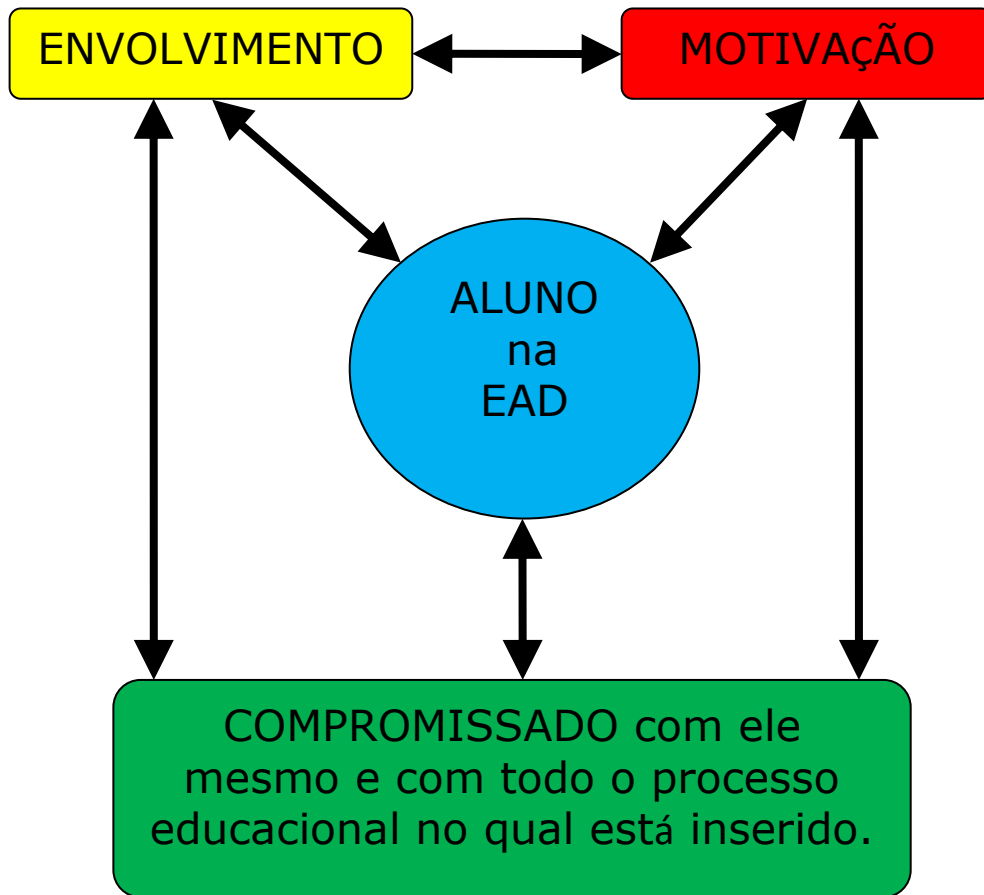 ENVOLVIMENTO
MOTIVAçÃO
ALUNO
na
EAD
COMPROMISSADO com ele
mesmo e com todo o processo
educacional no qual está inserido.